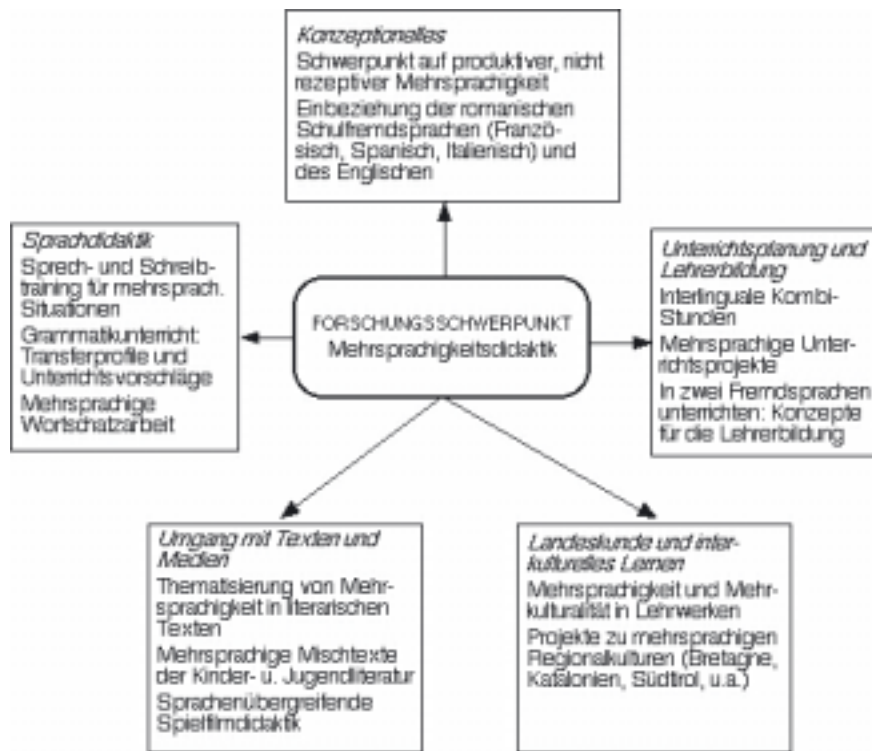 Konzeptionelles
Schwerpunkt auf produktiver, nicht
rezeptiver Mehrsprachigkeit
Einbeziehung der romanischen
Schulfremdsprachen (Franzö-
sisch, Spanisch, Italienisch) und
des Englischen
Sprachdidaktik
Sprech- und Schreib-
training für mehrsprach.
Situationen
Grammatikunterricht:
Transferprofile und
Unterrichtsvorschläge
Mehrsprachige
Wortschatzarbeit
FORSCHUNGSSCHWERPUNKT
Mehrsprachigkeitsdidaktik
Unterrichtsplanung und
Lehrerbildung
Interlinguale Kombi-
Stunden
Mehrsprachige Unter-
richtsprojekte
In zwei Fremdsprachen
unterrichten: Konzepte
für die Lehrerbildung
Umgang mit Texten und
Medien
Thematisierung von Mehr-
sprachigkeit in literarischen
Texten
Mehrsprachige Mischtexte
der Kinder- u. Jugendliteratur
Sprachenübergreifende
Spielfilmdidaktik
Landeskunde und inter-
kulturelles Lernen
Mehrsprachigkeit und Mehr-
kulturalität in Lehrwerken
Projekte zu mehrsprachigen
Regionalkulturen (Bretagne,
Katalonien, Südtirol, u.a.)